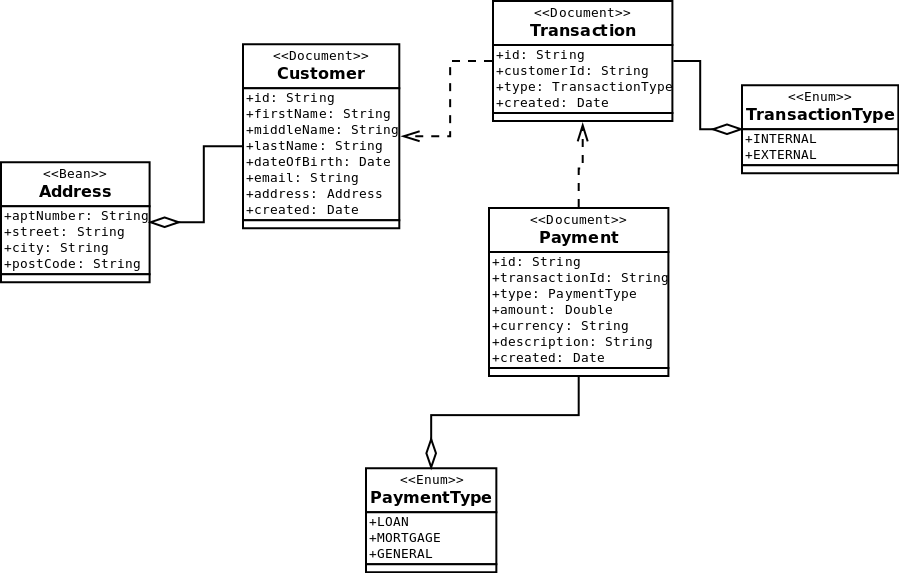 <<Document>>
Transaction
+id: String
+customerId: String
+type: TransactionType
+created: Date
<<Document>>
Customer
+id: String
+firstName: String
+middleName: String
+lastName: String
+dateOfBirth: Date
+email: String
+address: Address
+created: Date
<<Enum>>
TransactionType
+INTERNAL
+EXTERNAL
<<Bean>>
Address
+aptNumber: String
+street: String
+city: String
+postCode: String
<<Document>>
Payment
+id: String
+transactionId: String
+type: PaymentType
+amount: Double
+currency: String
+description: String
+created: Date
<<Enum>>
PaymentType
+LOAN
+MORTGAGE
+GENERAL